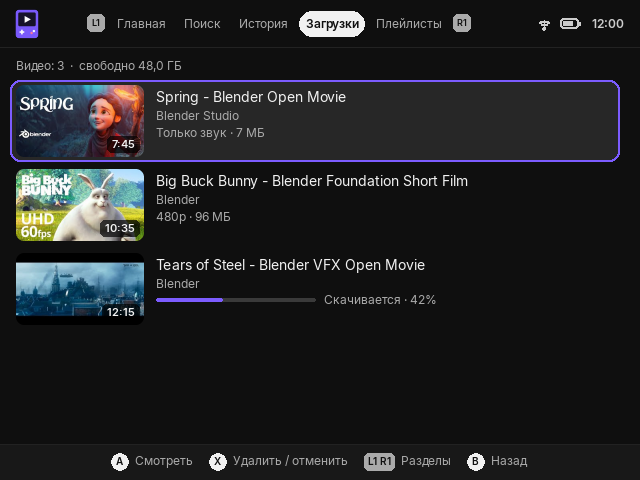 L1 Главная Поиск История Загрузки Плейлисты R1 12:00
Видео: 3 · свободно 48,0 ГБ
SPRING
blender
7:45
Spring - Blender Open Movie
Blender Studio
Только звук · 7 МБ
Big Buck
BUNNY
UHD
60fps
10:35
Big Buck Bunny - Blender Foundation Short Film
Blender
480p · 96 МБ
12:15
Tears of Steel - Blender VFX Open Movie
Blender
Скачивается · 42%
A Смотреть X Удалить / отменить L1 R1 Разделы B Назад